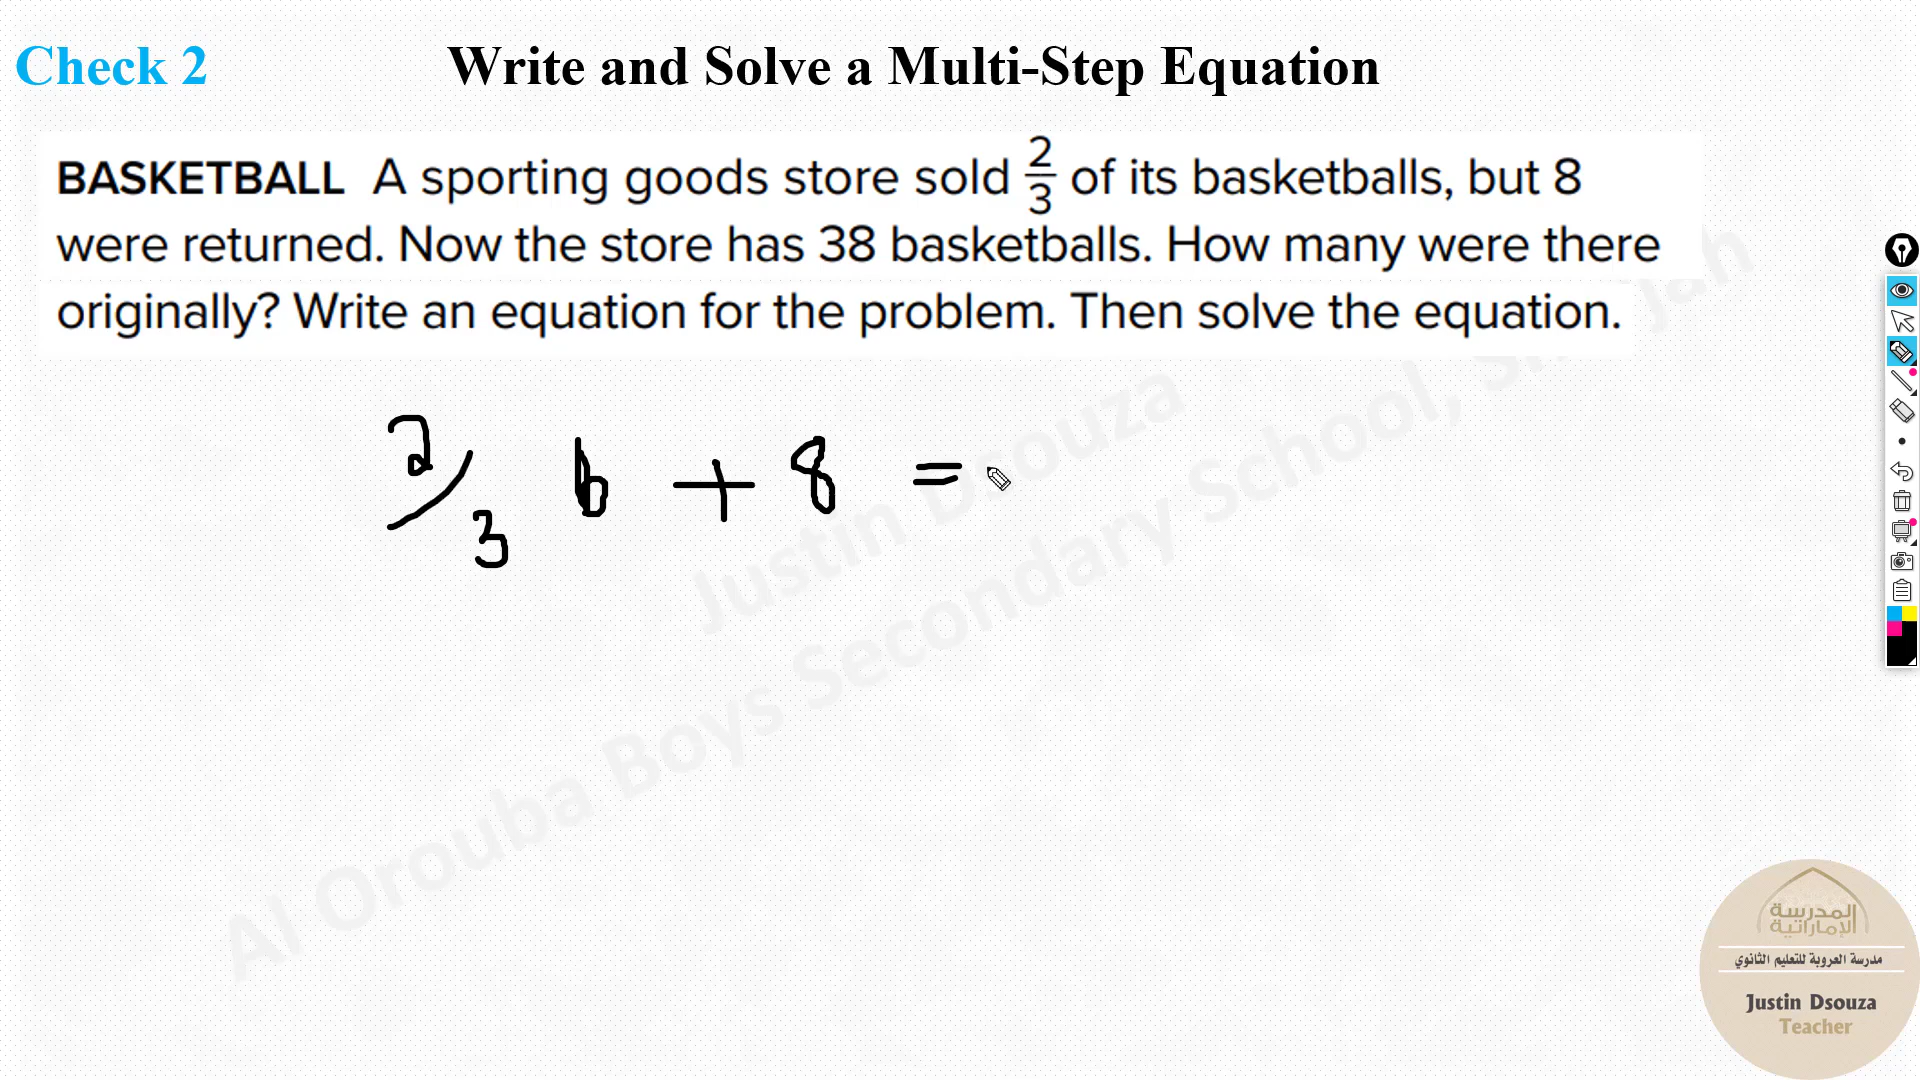 Check 2 Write and Solve a Multi-Step Equation
BASKETBALL A sporting goods store sold 2/3 of its basketballs, but 8
were returned. Now the store has 38 basketballs. How many were there
originally? Write an equation for the problem. Then solve the equation.
2/3 b + 8 =
Justin Dsouza
Al Orouba Boys Secondary School, Sharjah
المدرسة
الإماراتية
مدرسة العروبة للتعليم الثانوي
Justin Dsouza
Teacher